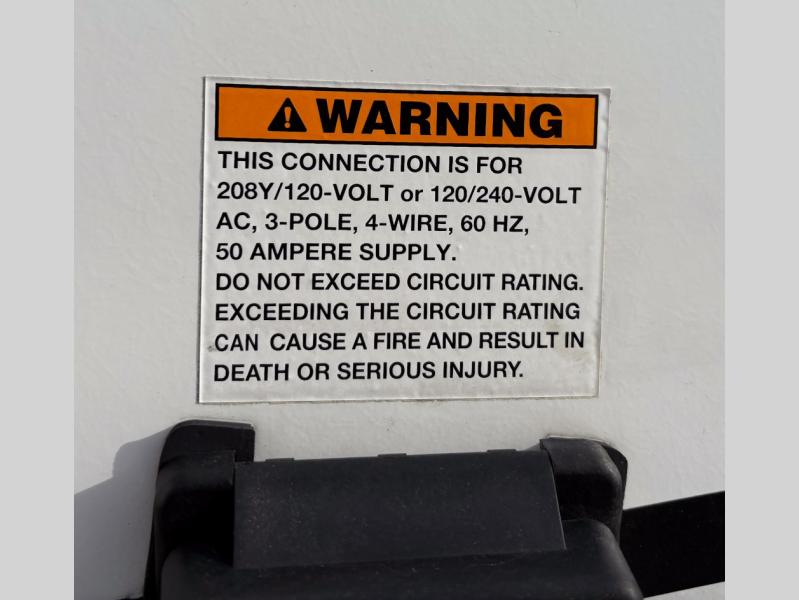 WARNING
THIS CONNECTION IS FOR
208Y/120-VOLT or 120/240-VOLT
AC, 3-POLE, 4-WIRE, 60 HZ,
50 AMPERE SUPPLY.
DO NOT EXCEED CIRCUIT RATING.
EXCEEDING THE CIRCUIT RATING
CAN CAUSE A FIRE AND RESULT IN
DEATH OR SERIOUS INJURY.